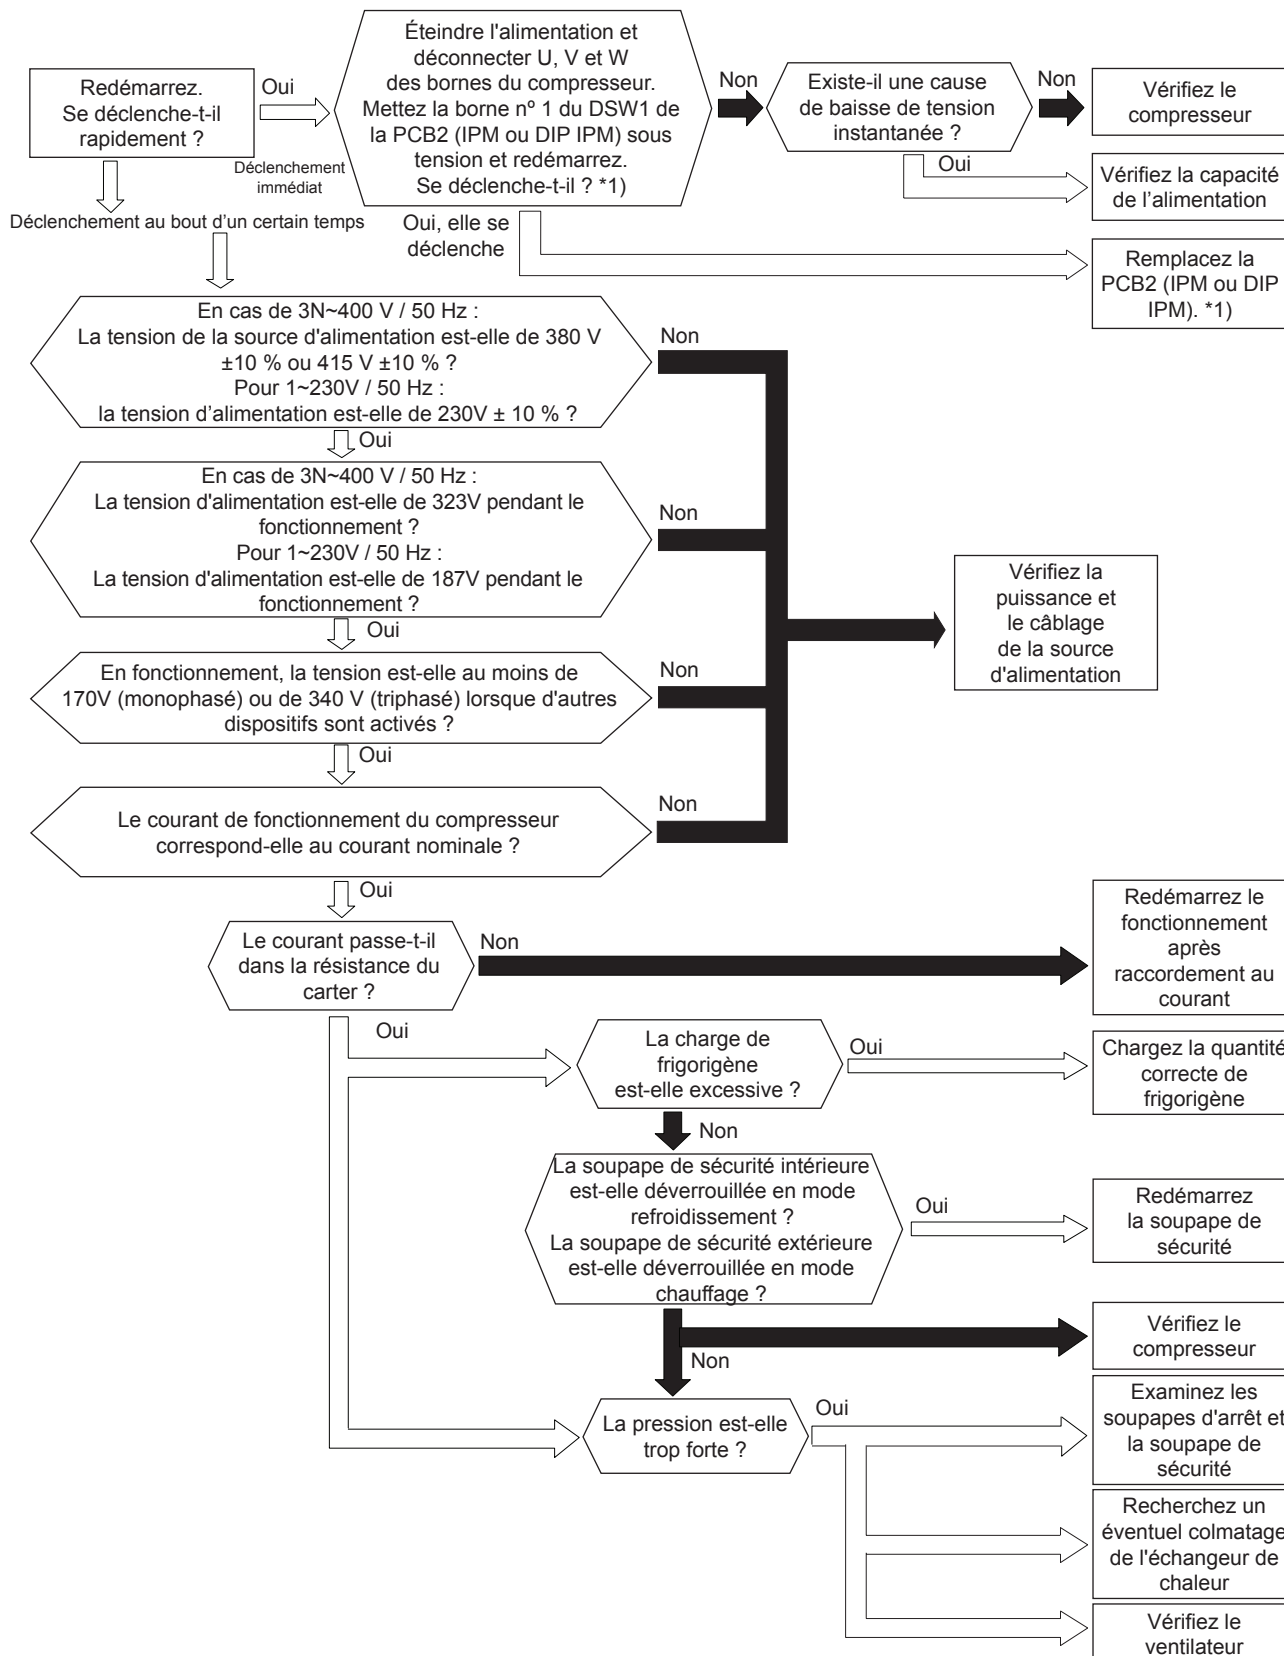 Redémarrez.
Se déclenche-t-il
rapidement ?
Oui
Déclenchement
immédiat
Éteindre l'alimentation et
déconnecter U, V et W
des bornes du compresseur.
Mettez la borne nº 1 du DSW1 de
la PCB2 (IPM ou DIP IPM) sous
tension et redémarrez.
Se déclenche-t-il ? *1)
Non
Existe-il une cause
de baisse de tension
instantanée ?
Non
Vérifiez le
compresseur
Oui
Vérifiez la capacité
de l’alimentation
Déclenchement au bout d’un certain temps
Oui, elle se
déclenche
Remplacez la
PCB2 (IPM ou DIP
IPM). *1)
En cas de 3N~400 V / 50 Hz :
La tension de la source d'alimentation est-elle de 380 V
±10 % ou 415 V ±10 % ?
Pour 1~230V / 50 Hz :
la tension d’alimentation est-elle de 230V ± 10 % ?
Non
Oui
En cas de 3N~400 V / 50 Hz :
La tension d'alimentation est-elle de 323V pendant le
fonctionnement ?
Pour 1~230V / 50 Hz :
La tension d'alimentation est-elle de 187V pendant le
fonctionnement ?
Non
Vérifiez la
puissance et
le câblage
de la source
d'alimentation
Oui
En fonctionnement, la tension est-elle au moins de
170V (monophasé) ou de 340 V (triphasé) lorsque d'autres
dispositifs sont activés ?
Non
Oui
Le courant de fonctionnement du compresseur
correspond-elle au courant nominale ?
Non
Oui
Le courant passe-t-il
dans la résistance du
carter ?
Non
Redémarrez le
fonctionnement
après
raccordement au
courant
Oui
La charge de
frigorigène
est-elle excessive ?
Oui
Chargez la quantité
correcte de
frigorigène
Non
La soupape de sécurité intérieure
est-elle déverrouillée en mode
refroidissement ?
La soupape de sécurité extérieure
est-elle déverrouillée en mode
chauffage ?
Oui
Redémarrez
la soupape de
sécurité
Non
Vérifiez le
compresseur
La pression est-elle
trop forte ?
Oui
Examinez les
soupapes d'arrêt et
la soupape de
sécurité
Recherchez un
éventuel colmatage
de l'échangeur de
chaleur
Vérifiez le
ventilateur